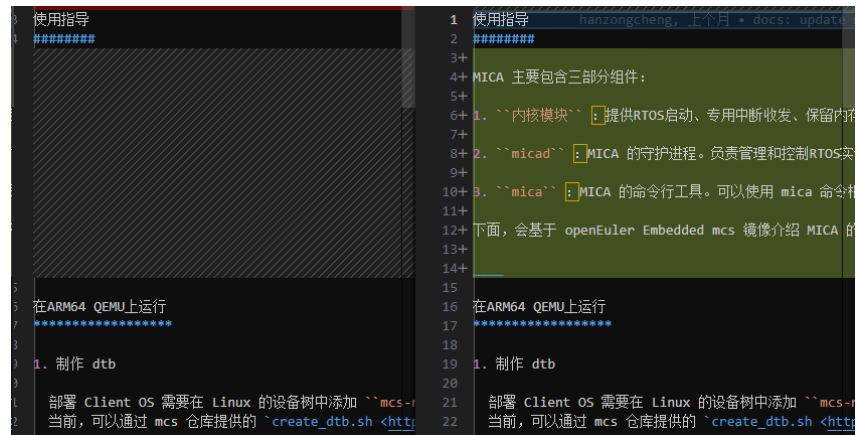 3 使用指导
4 ########
5
6 在ARM64 QEMU上运行
7 ******************
8
9 1. 制作 dtb
0
1 部署 Client OS 需要在 Linux 的设备树中添加 ``mcs-r
2 当前，可以通过 mcs 仓库提供的 `create_dtb.sh <http
1 使用指导 hanzongcheng, 上个月 • docs: update
2 ########
3+
4+ MICA 主要包含三部分组件：
5+
6+ 1. ``内核模块`` ：提供RTOS启动、专用中断收发、保留内存
7+
8+ 2. ``micad`` ：MICA 的守护进程。负责管理和控制RTOS实
9+
10+ 3. ``mica`` ：MICA 的命令行工具。可以使用 mica 命令
11+
12+ 下面，会基于 openEuler Embedded mcs 镜像介绍 MICA 的
13+
14+ ____
15
16 在ARM64 QEMU上运行
17 ******************
18
19 1. 制作 dtb
20
21 部署 Client OS 需要在 Linux 的设备树中添加 ``mcs-r
22 当前，可以通过 mcs 仓库提供的 `create_dtb.sh <http